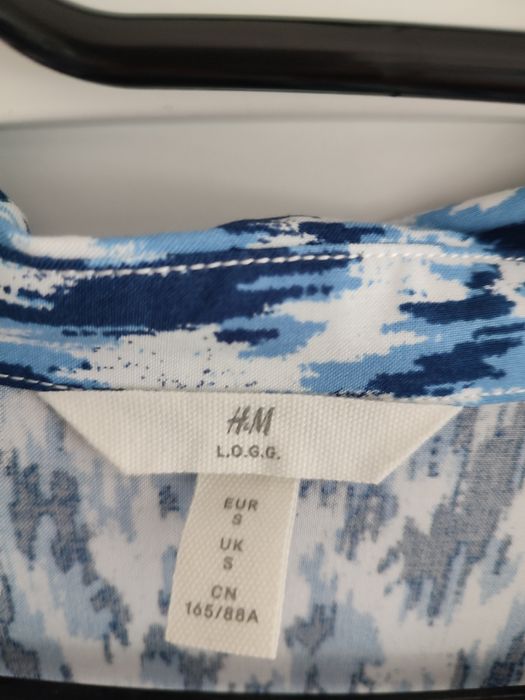 H&M
L.O.G.G.
EUR
S
UK
S
CN
165/88A